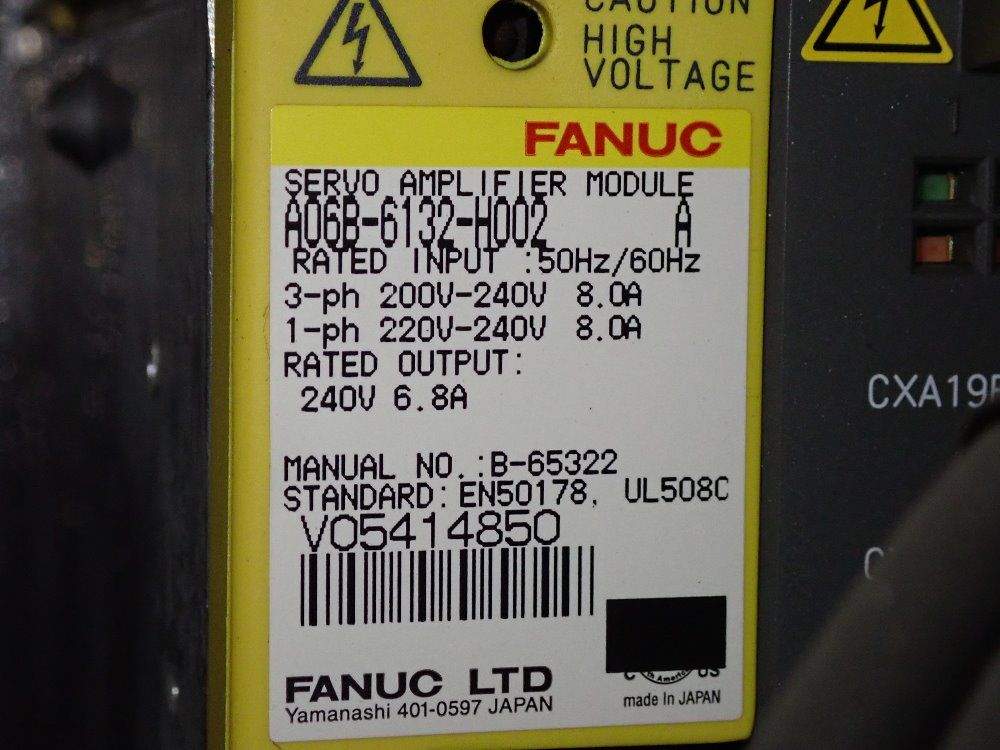 CAUTION
HIGH
VOLTAGE
FANUC
SERVO AMPLIFIER MODULE
A06B-6132-H002 A
RATED INPUT :50Hz/60Hz
3-ph 200V-240V 8.0A
1-ph 220V-240V 8.0A
RATED OUTPUT:
240V 6.8A
MANUAL NO.:B-65322
STANDARD:EN50178, UL508C
V05414850
C US
made in JAPAN
FANUC LTD
Yamanashi 401-0597 JAPAN
1
CXA19